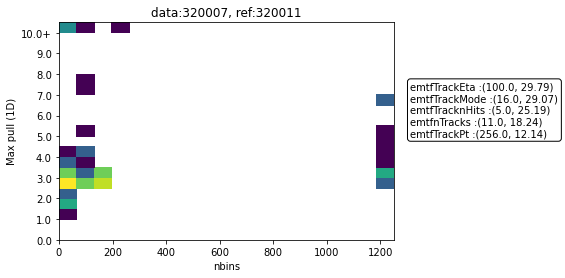 data:320007, ref:320011
Max pull (1D)
10.0+
9.0
8.0
7.0
6.0
5.0
4.0
3.0
2.0
1.0
0.0
0 200 400 600 800 1000 1200
nbins
emtfTrackEta :(100.0, 29.79)
emtfTrackMode :(16.0, 29.07)
emtfTracknHits :(5.0, 25.19)
emtfnTracks :(11.0, 18.24)
emtfTrackPt :(256.0, 12.14)